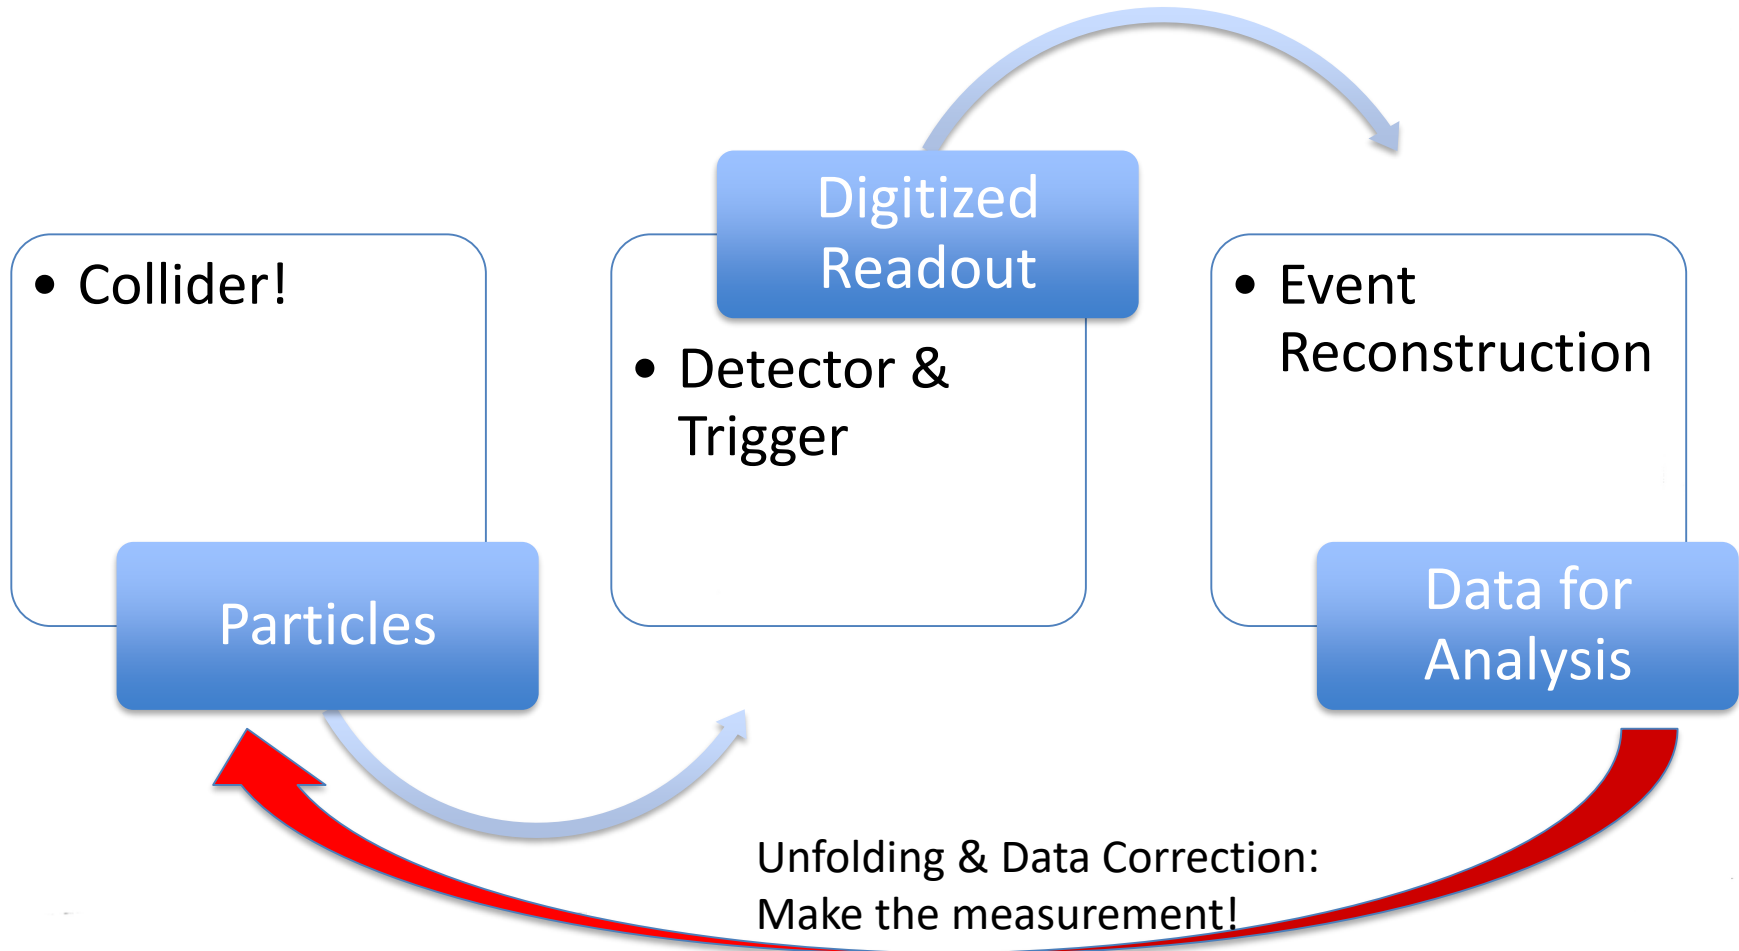 • Collider!
Particles
Digitized
Readout
• Detector &
Trigger
• Event
Reconstruction
Data for
Analysis
Unfolding & Data Correction:
Make the measurement!